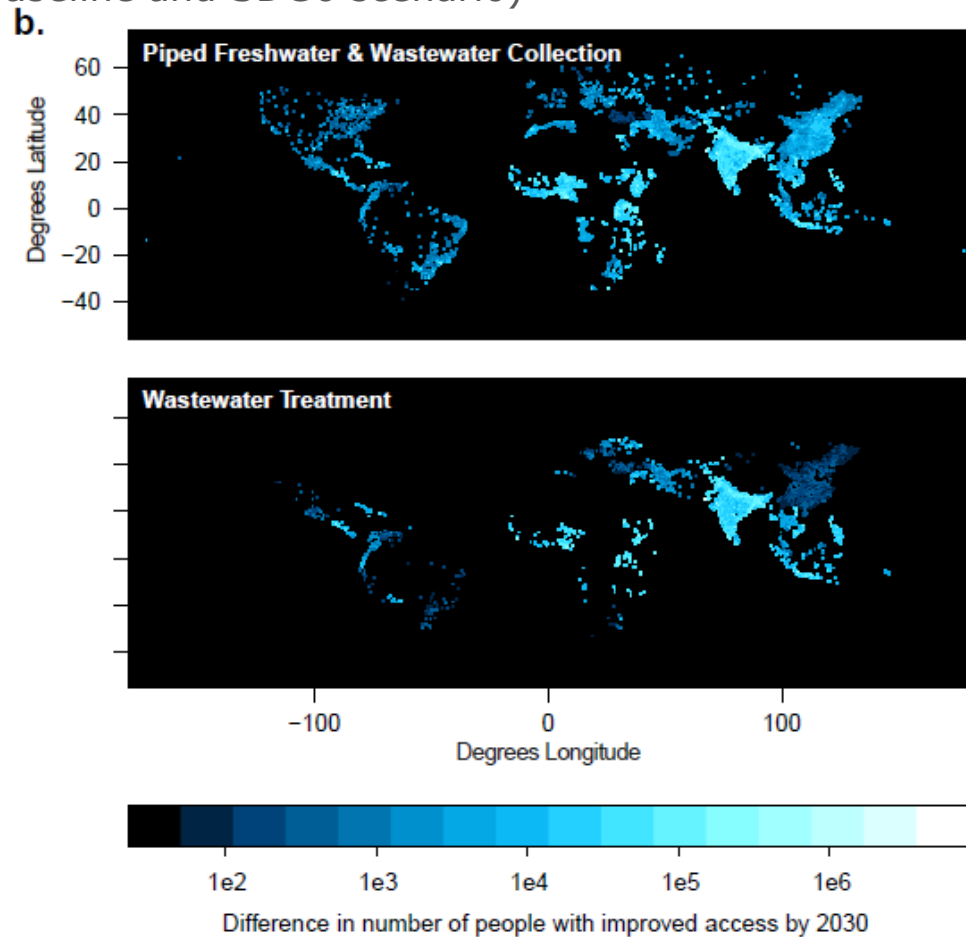 b.
Piped Freshwater & Wastewater Collection
60
40
20
0
−20
−40
Degrees Latitude
Wastewater Treatment
−100 0 100
Degrees Longitude
1e2 1e3 1e4 1e5 1e6
Difference in number of people with improved access by 2030